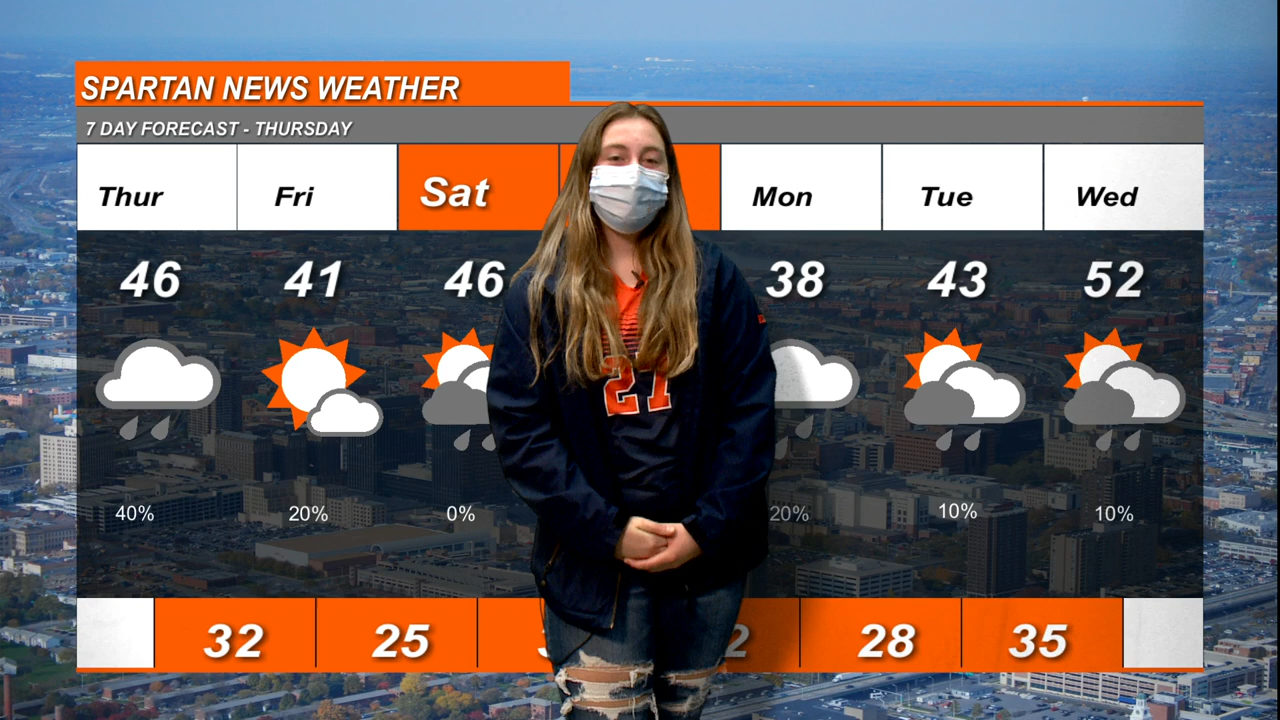 SPARTAN NEWS WEATHER
7 DAY FORECAST - THURSDAY
Thur Fri Sat Mon Tue Wed
46 41 46 38 43 52
21
40% 20% 0% 20% 10% 10%
32 25 28 35